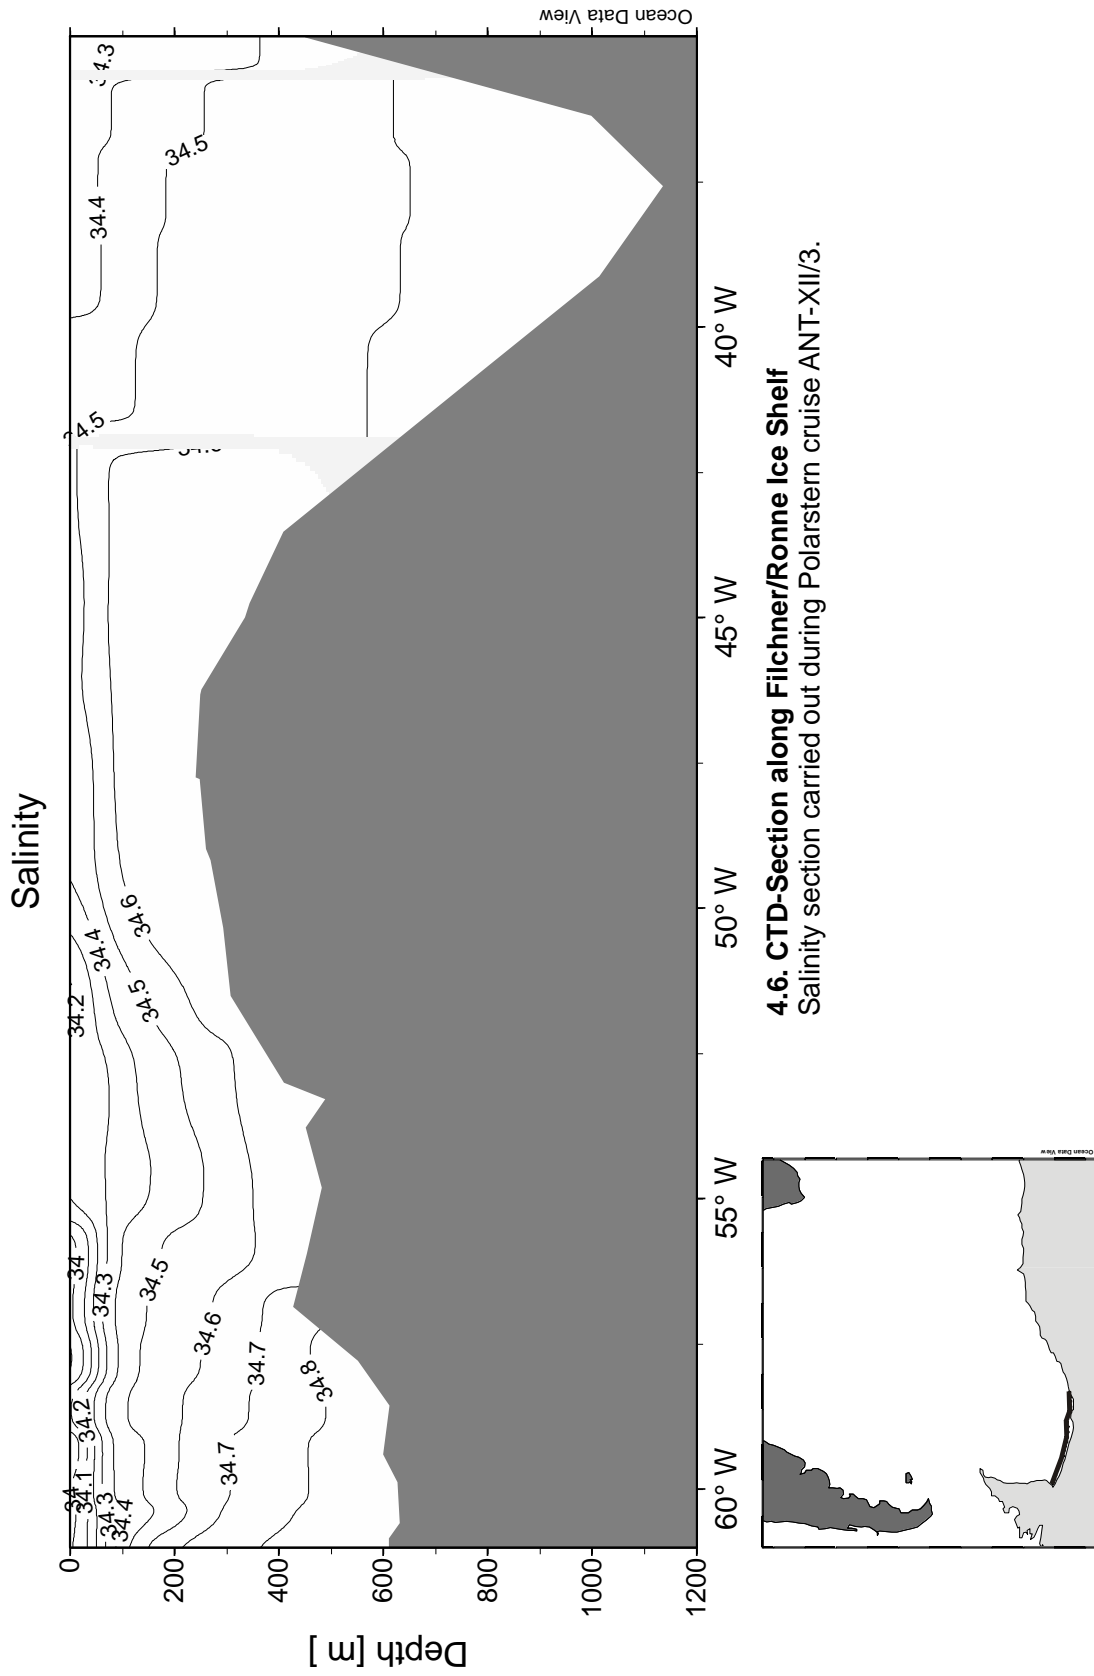 Salinity
Ocean Data View
34.3
34.5
34.4
34.5
34.6
34.4
34.5
34.2
34
34.3
34.5
34.6
34.7
34.8
34.2
34.7
34
34.1
34.3
34.4
0
200
400
600
800
1000
1200
Depth [m ]
60° W
55° W
50° W
45° W
40° W
4.6. CTD-Section along Filchner/Ronne Ice Shelf
Salinity section carried out during Polarstern cruise ANT-XII/3.
Ocean Data View